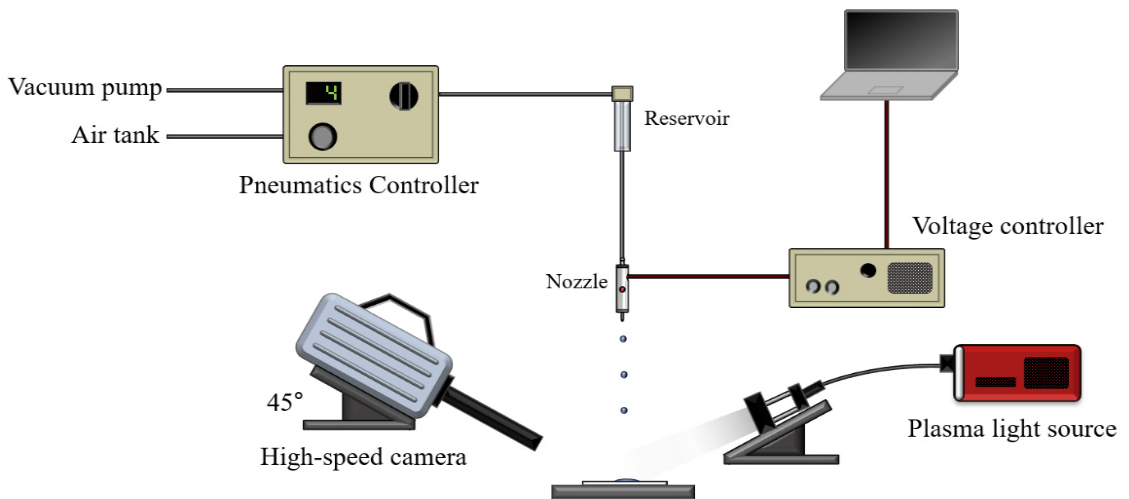 Vacuum pump
Air tank
4
Pneumatics Controller
Reservoir
Voltage controller
Nozzle
45°
High-speed camera
Plasma light source